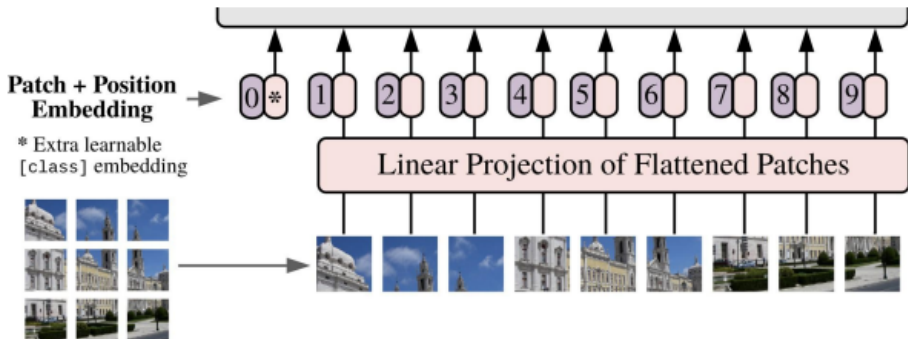 Patch + Position
Embedding
* Extra learnable
[class] embedding
0 * 1 2 3 4 5 6 7 8 9
Linear Projection of Flattened Patches